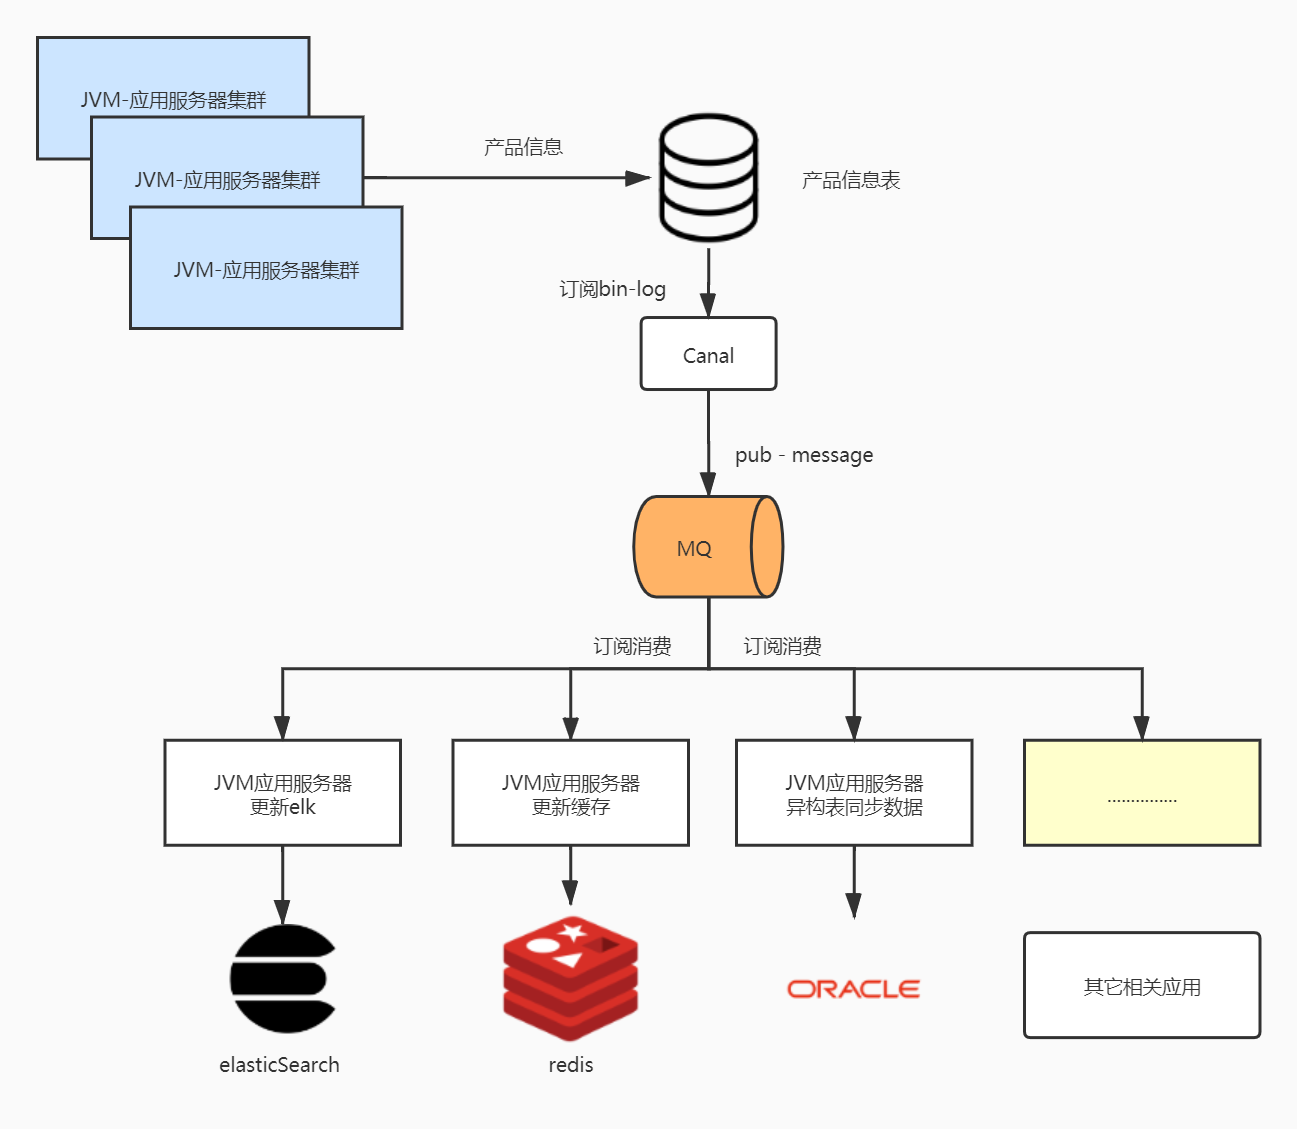 JVM-应用服务器集群
JVM-应用服务器集群
JVM-应用服务器集群
产品信息
产品信息表
订阅bin-log
Canal
pub - message
MQ
订阅消费
订阅消费
JVM应用服务器
更新elk
JVM应用服务器
更新缓存
JVM应用服务器
异构表同步数据
...............
elasticSearch
redis
ORACLE
其它相关应用